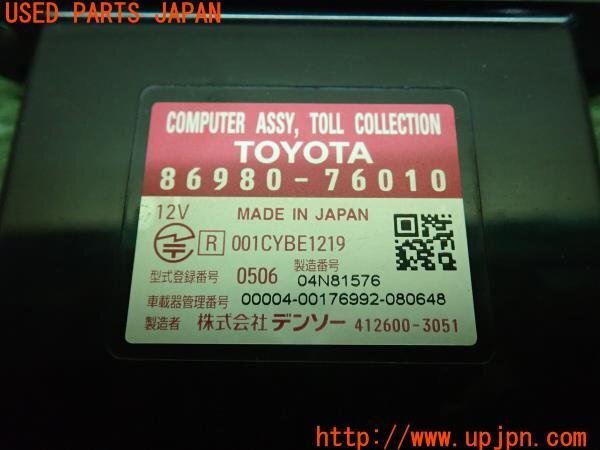 USED PARTS JAPAN
COMPUTER ASSY, TOLL COLLECTION
TOYOTA
86980-76010
12V MADE IN JAPAN
R 001CYBE1219
型式登録番号 0506 製造番号 04N81576
車載器管理番号 00004-00176992-080648
製造者 株式会社 デンソー 412600-3051
www.upjpn.com